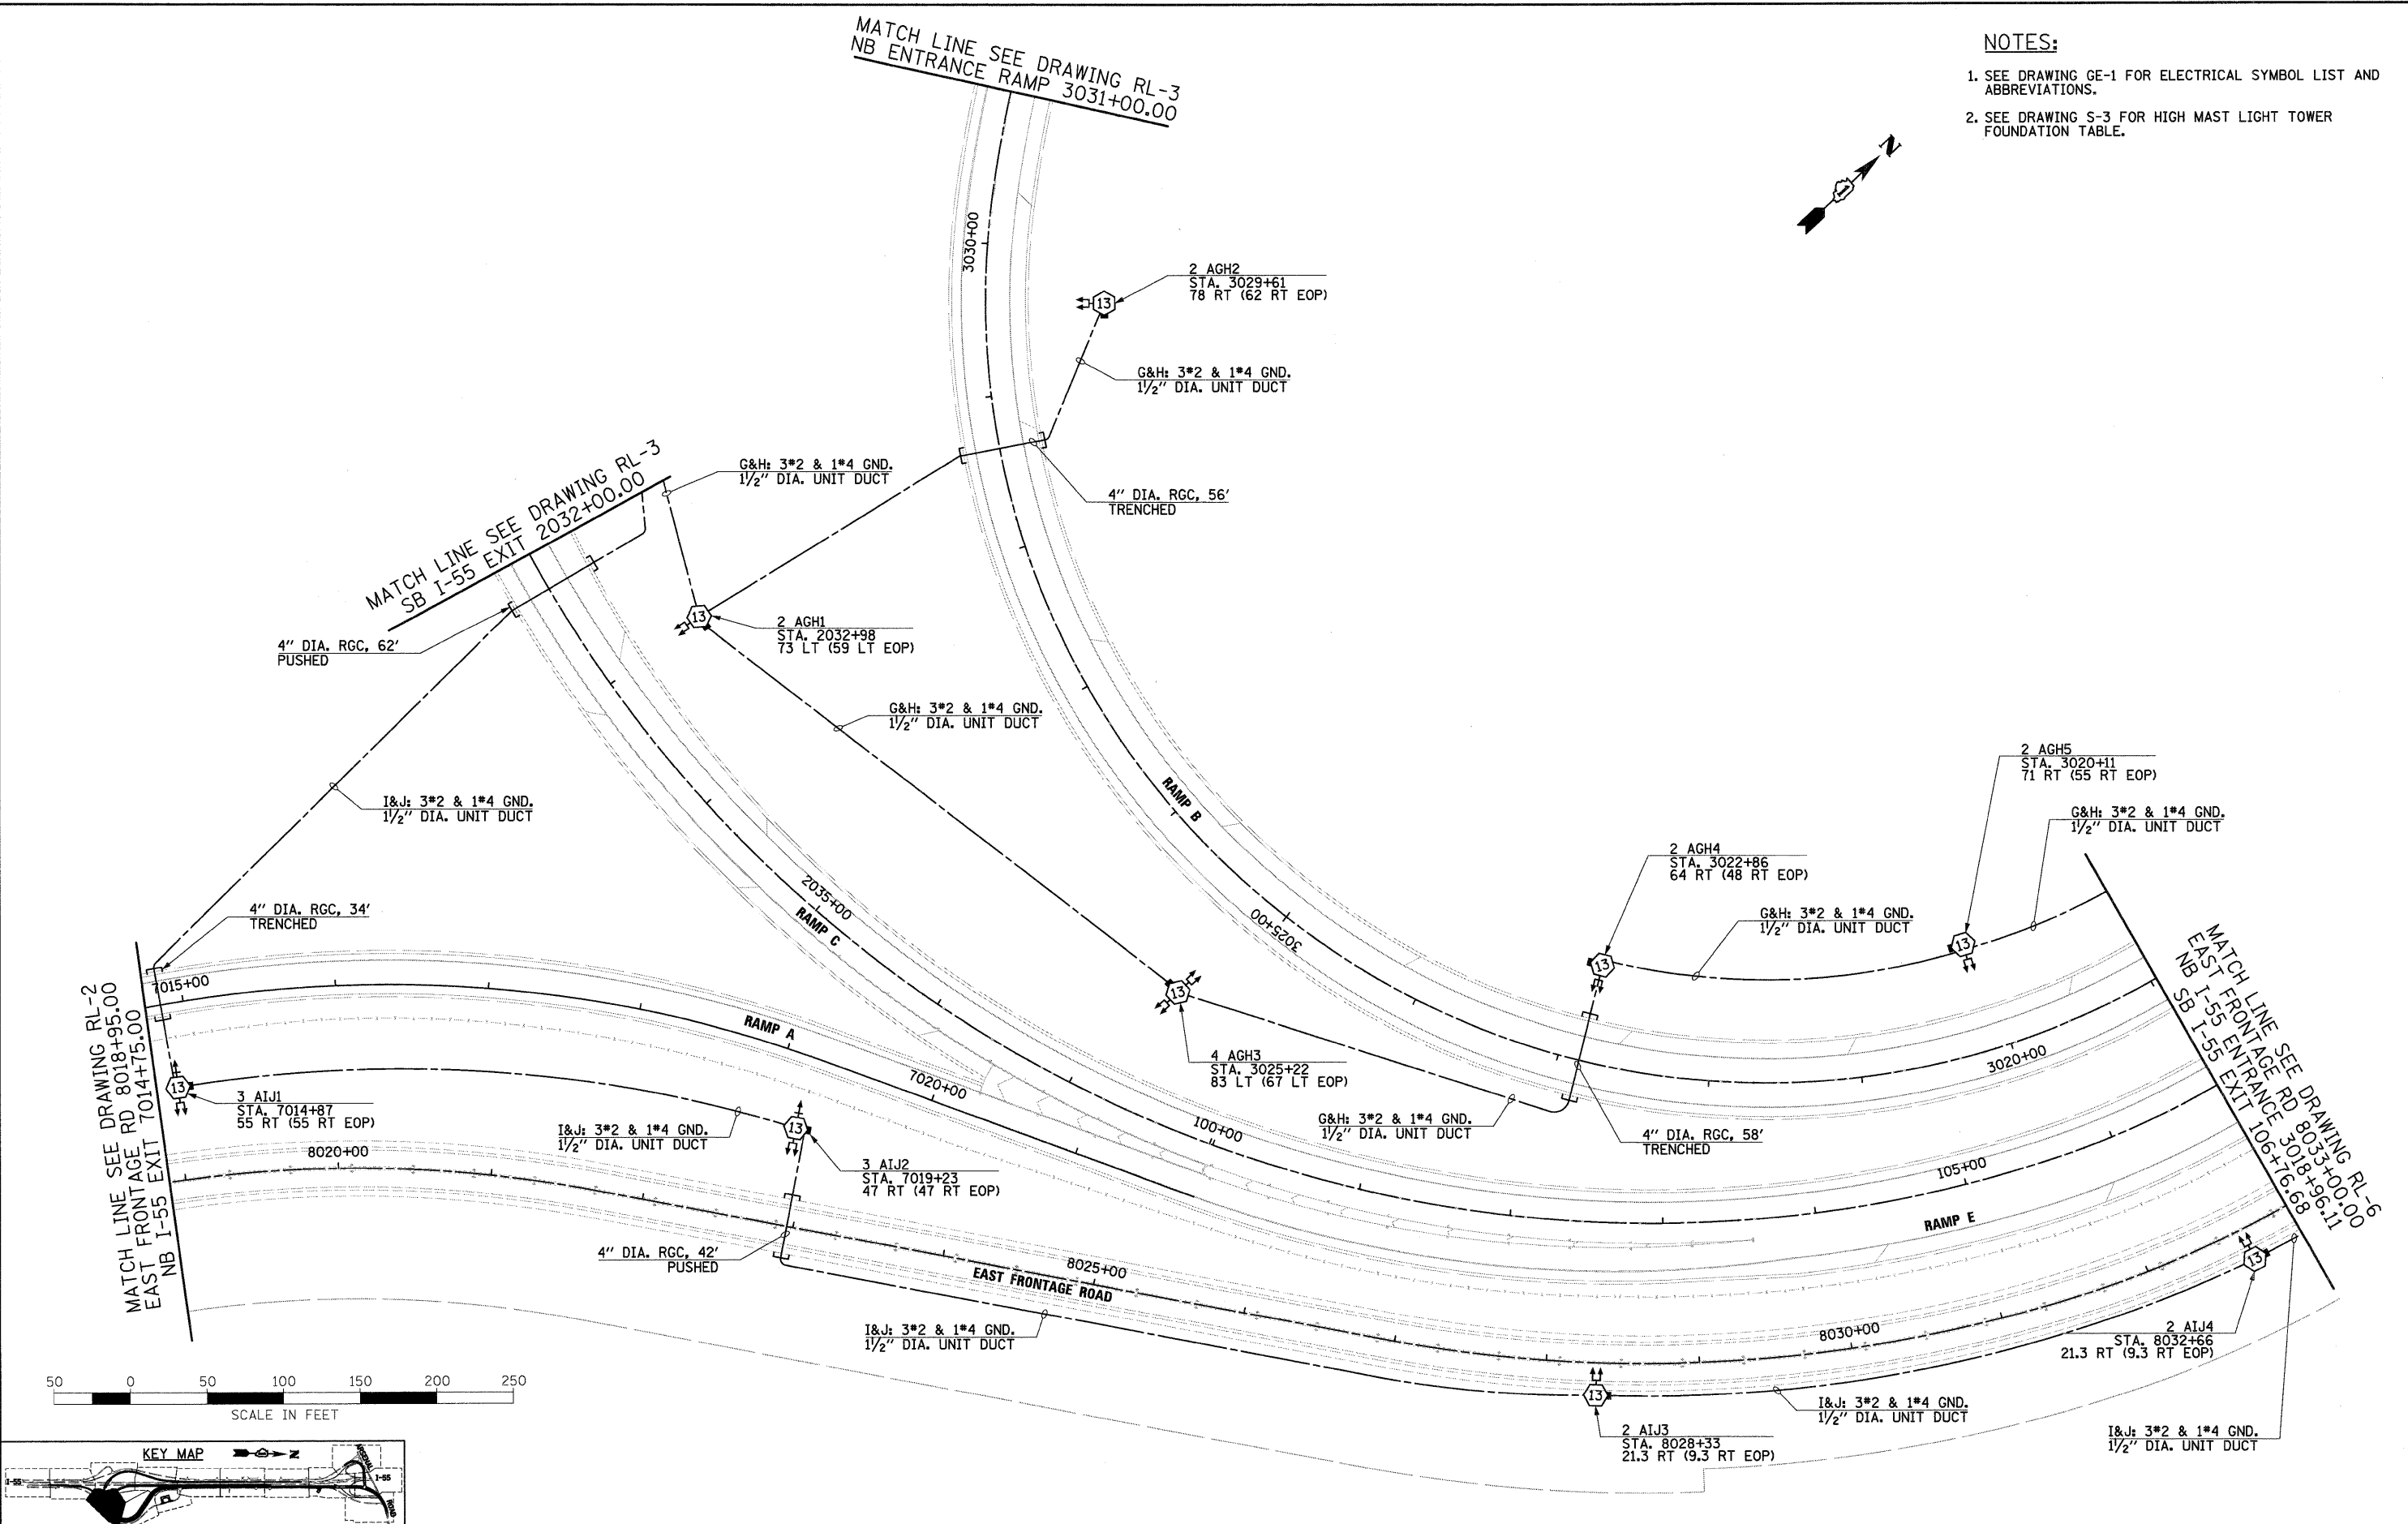 MATCH LINE SEE DRAWING RL-3
NB ENTRANCE RAMP 3031+00.00
NOTES:
1. SEE DRAWING GE-1 FOR ELECTRICAL SYMBOL LIST AND
ABBREVIATIONS.
2. SEE DRAWING S-3 FOR HIGH MAST LIGHT TOWER
FOUNDATION TABLE.
N
1
3030+00
13
2 AGH2
STA. 3029+61
78 RT (62 RT EOP)
G&H: 3#2 & 1#4 GND.
1½" DIA. UNIT DUCT
4" DIA. RGC, 56'
TRENCHED
G&H: 3#2 & 1#4 GND.
1½" DIA. UNIT DUCT
MATCH LINE SEE DRAWING RL-3
SB I-55 EXIT 2032+00.00
4" DIA. RGC, 62'
PUSHED
13
2 AGH1
STA. 2032+98
73 LT (59 LT EOP)
G&H: 3#2 & 1#4 GND.
1½" DIA. UNIT DUCT
I&J: 3#2 & 1#4 GND.
1½" DIA. UNIT DUCT
RAMP B
2035+00
RAMP C
3025+00
2 AGH5
STA. 3020+11
71 RT (55 RT EOP)
G&H: 3#2 & 1#4 GND.
1½" DIA. UNIT DUCT
2 AGH4
STA. 3022+86
64 RT (48 RT EOP)
G&H: 3#2 & 1#4 GND.
1½" DIA. UNIT DUCT
13
13
13
4" DIA. RGC, 34'
TRENCHED
MATCH LINE SEE DRAWING RL-2
EAST FRONTAGE RD 8018+95.00
NB I-55 EXIT 7014+75.00
7015+00
RAMP A
7020+00
13
3 AIJ1
STA. 7014+87
55 RT (55 RT EOP)
I&J: 3#2 & 1#4 GND.
1½" DIA. UNIT DUCT
13
3 AIJ2
STA. 7019+23
47 RT (47 RT EOP)
4 AGH3
STA. 3025+22
83 LT (67 LT EOP)
G&H: 3#2 & 1#4 GND.
1½" DIA. UNIT DUCT
4" DIA. RGC, 58'
TRENCHED
3020+00
100+00
105+00
RAMP E
MATCH LINE SEE DRAWING RL-6
EAST FRONTAGE RD 8033+00.00
NB I-55 ENTRANCE 3018+96.11
SB I-55 EXIT 106+76.68
8020+00
4" DIA. RGC, 42'
PUSHED
8025+00
EAST FRONTAGE ROAD
I&J: 3#2 & 1#4 GND.
1½" DIA. UNIT DUCT
8030+00
13
2 AIJ4
STA. 8032+66
21.3 RT (9.3 RT EOP)
13
2 AIJ3
STA. 8028+33
21.3 RT (9.3 RT EOP)
I&J: 3#2 & 1#4 GND.
1½" DIA. UNIT DUCT
I&J: 3#2 & 1#4 GND.
1½" DIA. UNIT DUCT
50 0 50 100 150 200 250
SCALE IN FEET
KEY MAP
N
I-55
I-55
ROAD